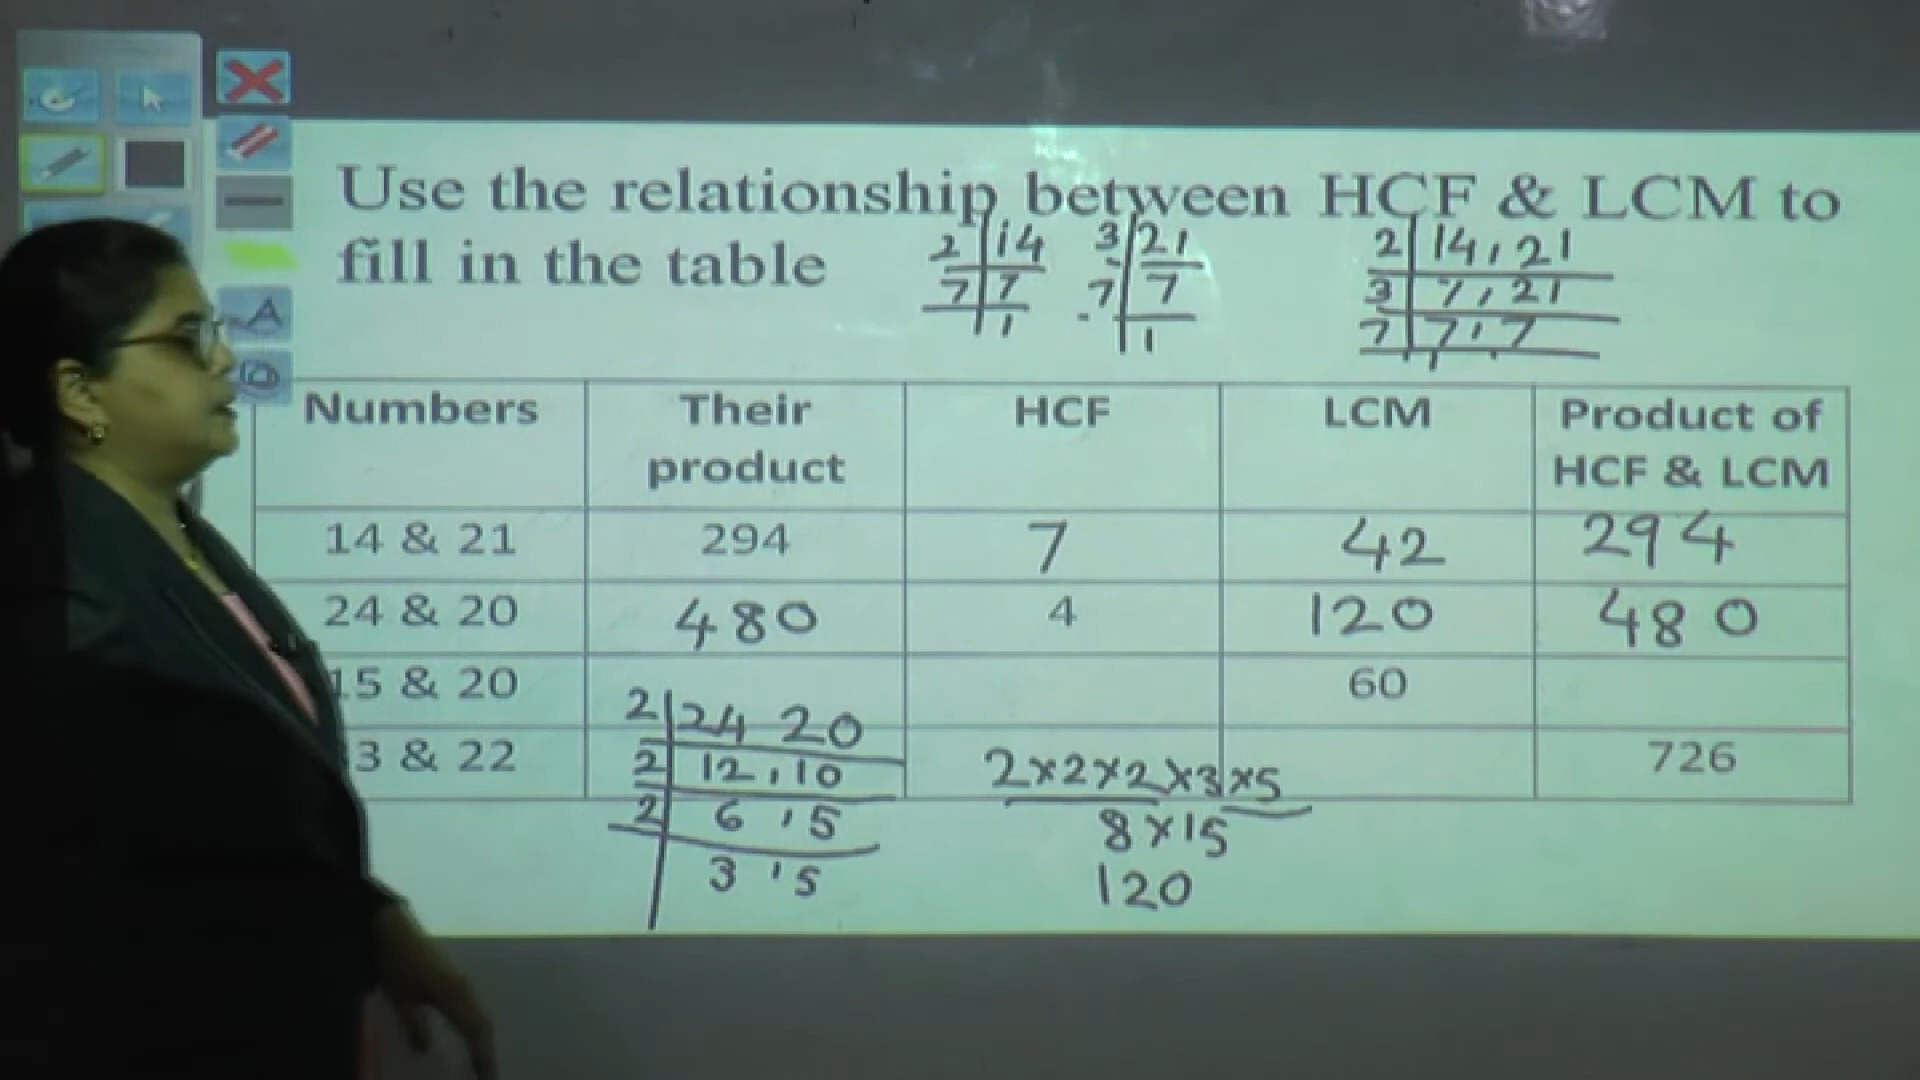 Use the relationship between HCF & LCM to
fill in the table
2 14
7 7
1
3 21
7 7
1
2 14, 21
3 7, 21
7 7, 7
1, 1
Numbers Their product HCF LCM Product of HCF & LCM
14 & 21 294 7 42 294
24 & 20 480 4 120 480
15 & 20 60
3 & 22 726
2 24 20
2 12, 10
2 6, 5
3, 5
2×2×2×3×5
8×15
120